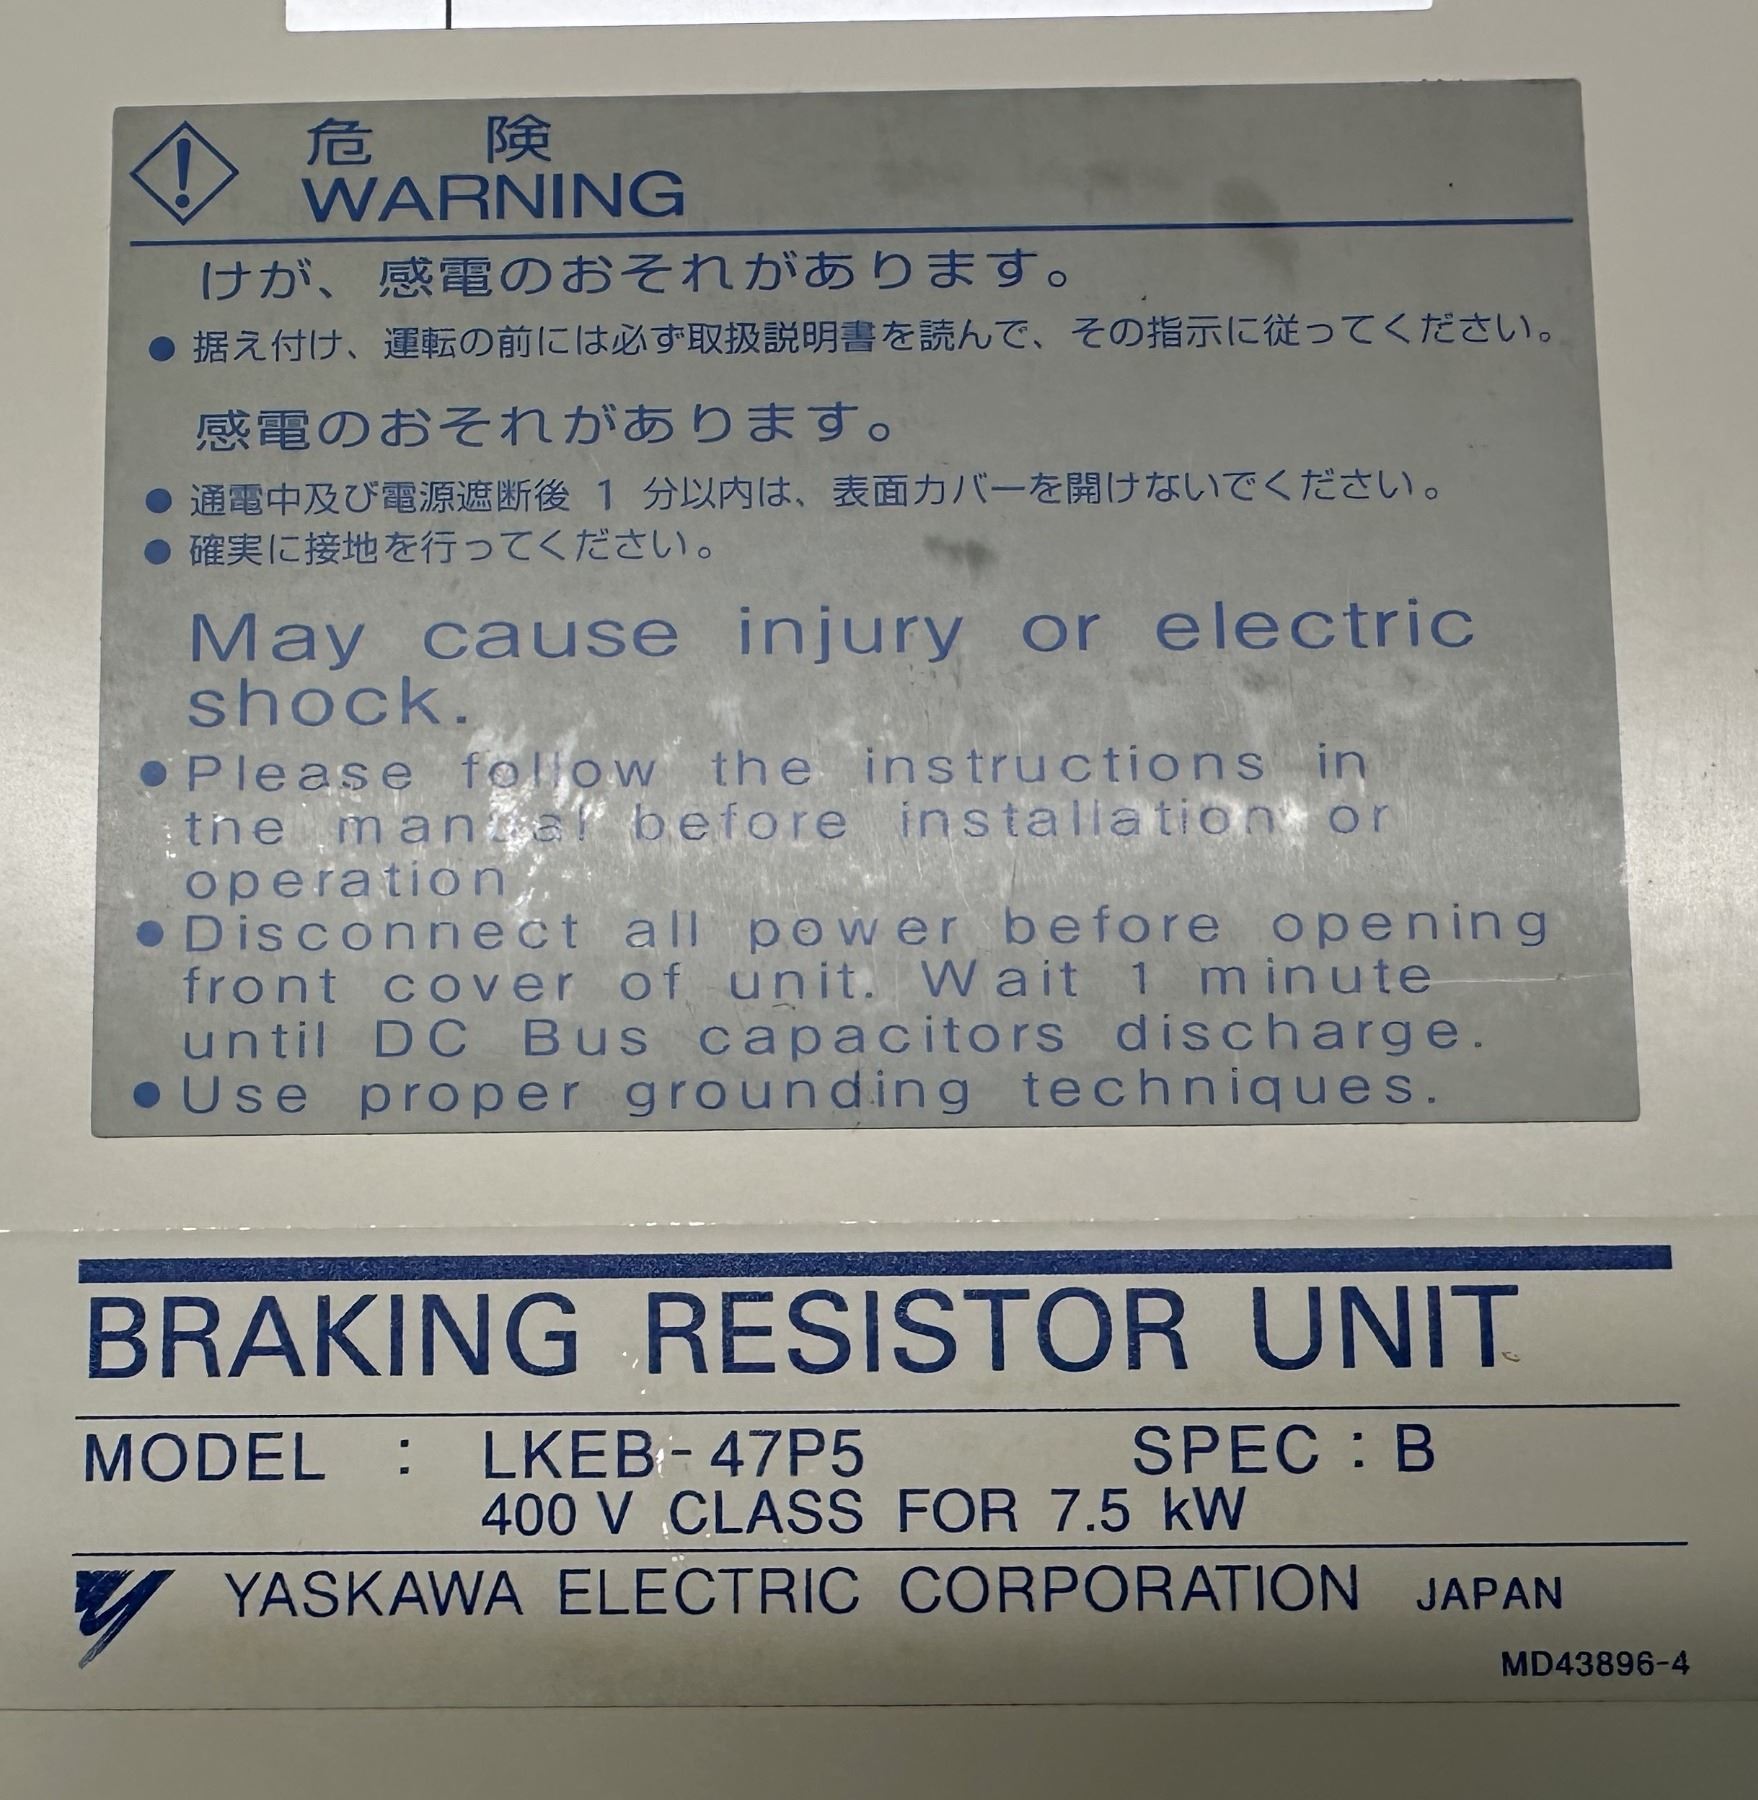 危 険
WARNING
けが、感電のおそれがあります。
● 据え付け、運転の前には必ず取扱説明書を読んで、その指示に従ってください。
感電のおそれがあります。
● 通電中及び電源遮断後 1 分以内は、表面カバーを開けないでください。
● 確実に接地を行ってください。
May cause injury or electric
shock.
● Please follow the instructions in
the manual before installation or
operation
● Disconnect all power before opening
front cover of unit. Wait 1 minute
until DC Bus capacitors discharge.
● Use proper grounding techniques.
BRAKING RESISTOR UNIT
MODEL : LKEB-47P5 SPEC : B
400 V CLASS FOR 7.5 kW
YASKAWA ELECTRIC CORPORATION JAPAN
MD43896-4